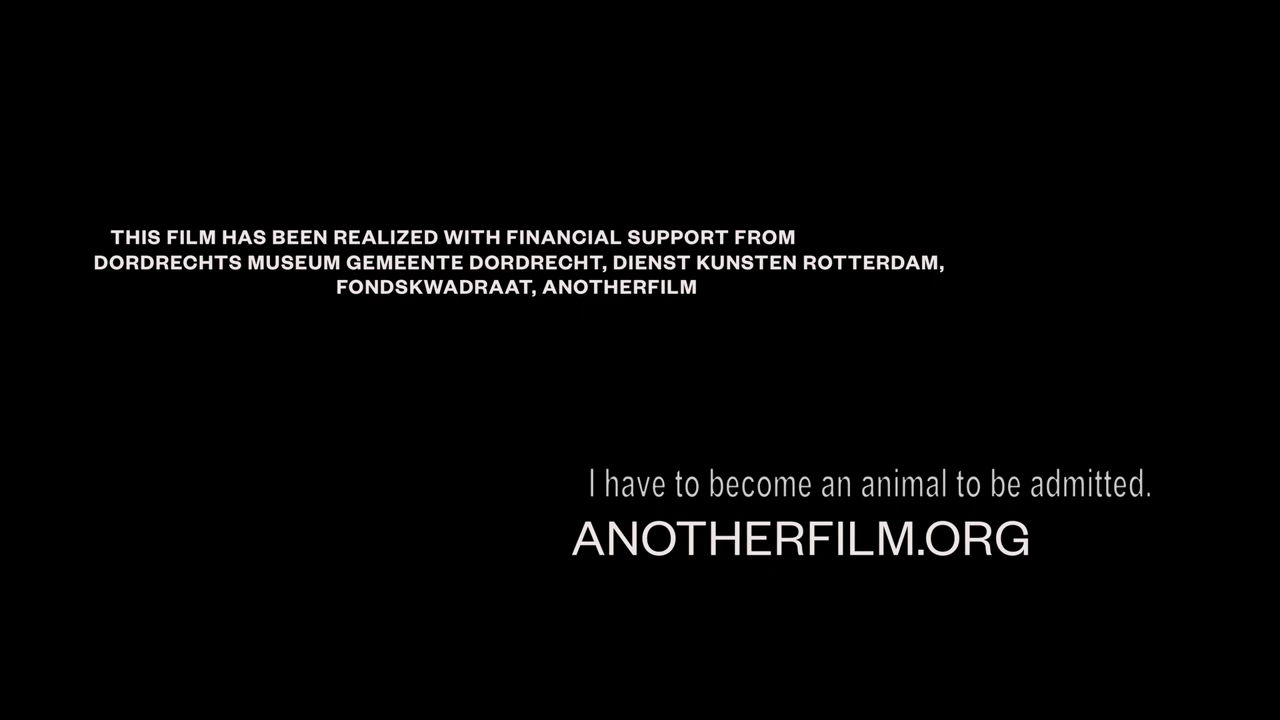 THIS FILM HAS BEEN REALIZED WITH FINANCIAL SUPPORT FROM
DORDRECHTS MUSEUM GEMEENTE DORDRECHT, DIENST KUNSTEN ROTTERDAM,
FONDSKWADRAAT, ANOTHERFILM
I have to become an animal to be admitted.
ANOTHERFILM.ORG